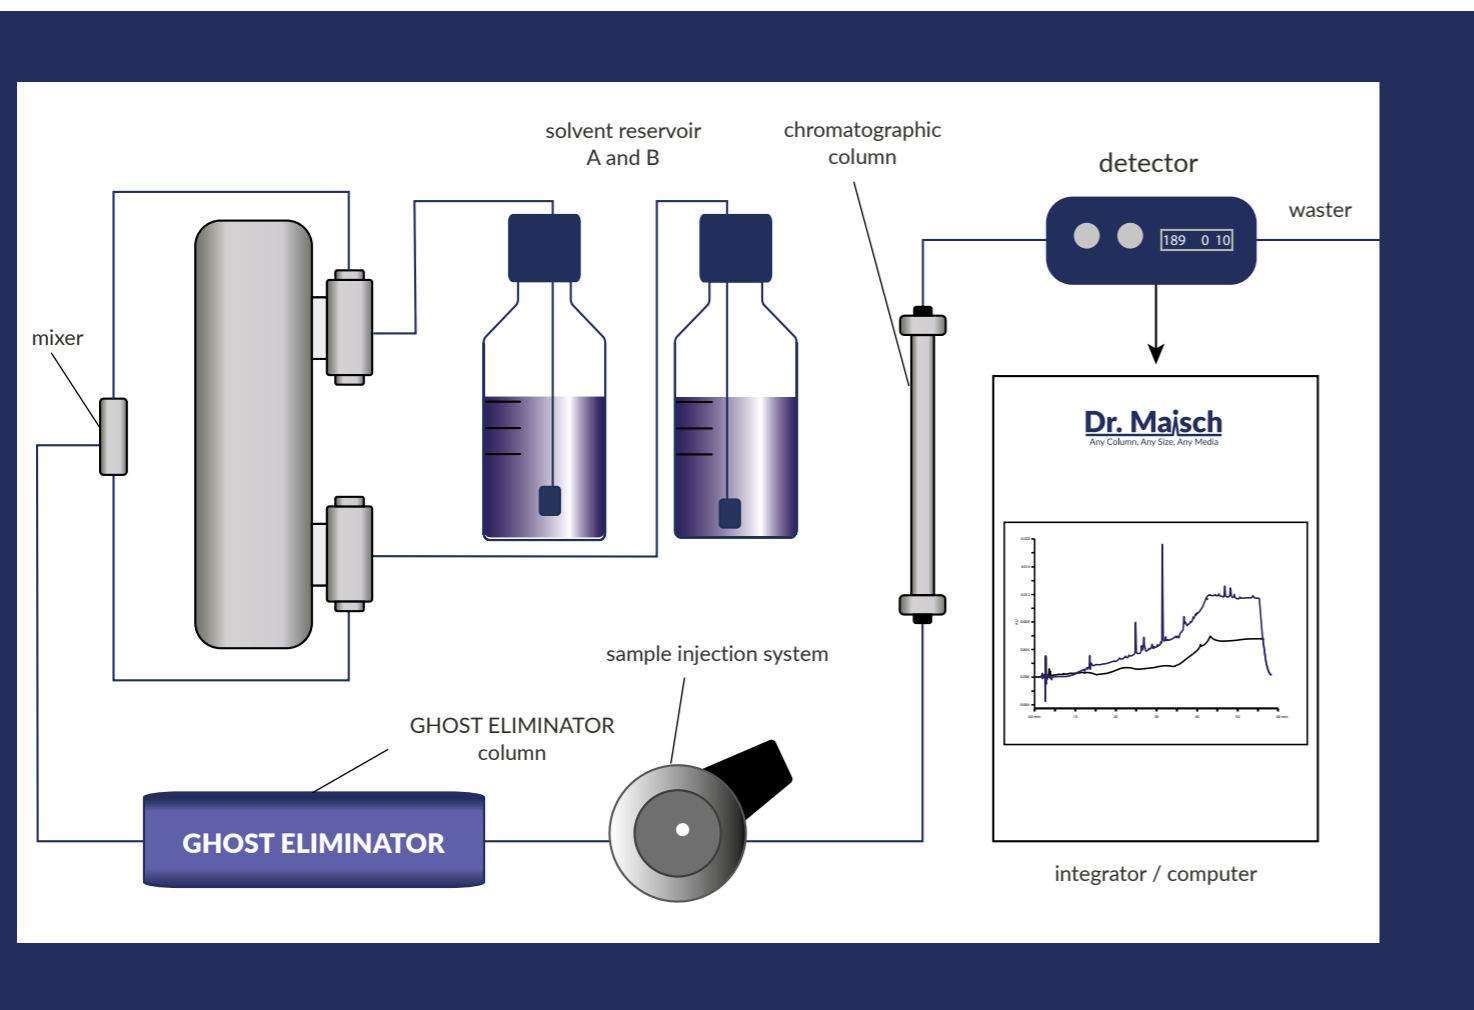 solvent reservoir
A and B
chromatographic
column
detector
waster
189 0 10
mixer
Dr. Maisch
Any Column, Any Size, Any Media
sample injection system
GHOST ELIMINATOR
column
GHOST ELIMINATOR
integrator / computer